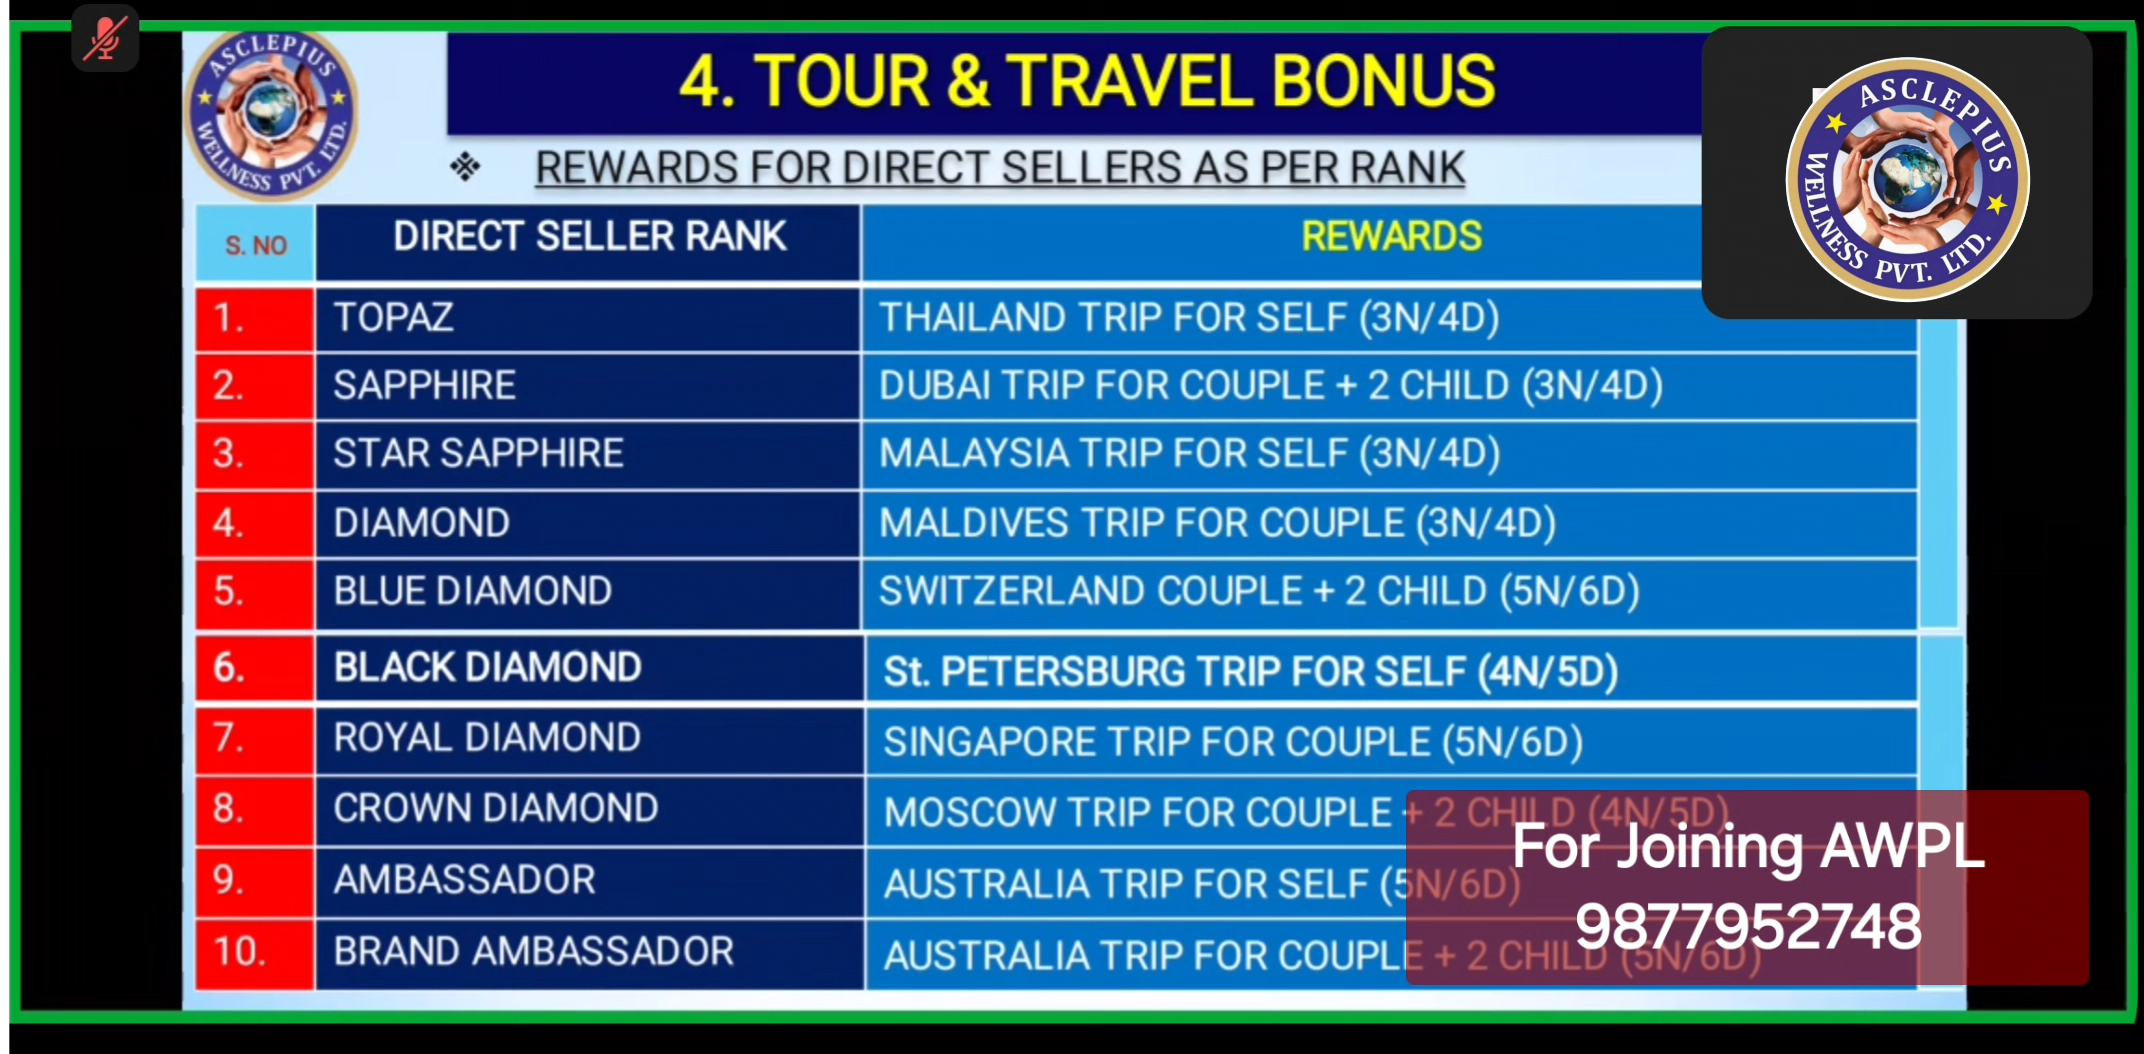 ASCLEPIUS
WELLNESS PVT. LTD.
4. TOUR & TRAVEL BONUS
ASCLEPIUS
WELLNESS PVT. LTD.
❖ REWARDS FOR DIRECT SELLERS AS PER RANK
S. NO DIRECT SELLER RANK REWARDS
1. TOPAZ THAILAND TRIP FOR SELF (3N/4D)
2. SAPPHIRE DUBAI TRIP FOR COUPLE + 2 CHILD (3N/4D)
3. STAR SAPPHIRE MALAYSIA TRIP FOR SELF (3N/4D)
4. DIAMOND MALDIVES TRIP FOR COUPLE (3N/4D)
5. BLUE DIAMOND SWITZERLAND COUPLE + 2 CHILD (5N/6D)
6. BLACK DIAMOND St. PETERSBURG TRIP FOR SELF (4N/5D)
7. ROYAL DIAMOND SINGAPORE TRIP FOR COUPLE (5N/6D)
8. CROWN DIAMOND MOSCOW TRIP FOR COUPLE + 2 CHILD (4N/5D)
9. AMBASSADOR AUSTRALIA TRIP FOR SELF (5N/6D)
10. BRAND AMBASSADOR AUSTRALIA TRIP FOR COUPLE + 2 CHILD (5N/6D)
For Joining AWPL
9877952748